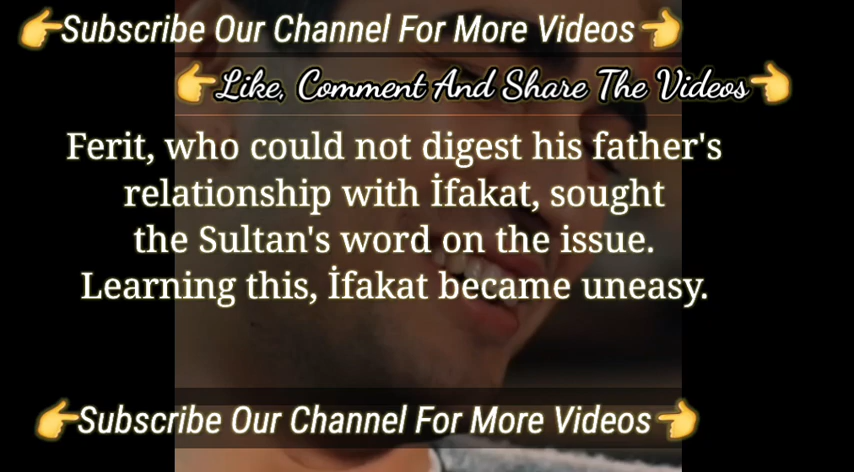 👉Subscribe Our Channel For More Videos👈
👉Like, Comment And Share The Videos👈
Ferit, who could not digest his father's
relationship with İfakat, sought
the Sultan's word on the issue.
Learning this, İfakat became uneasy.
👉Subscribe Our Channel For More Videos👈